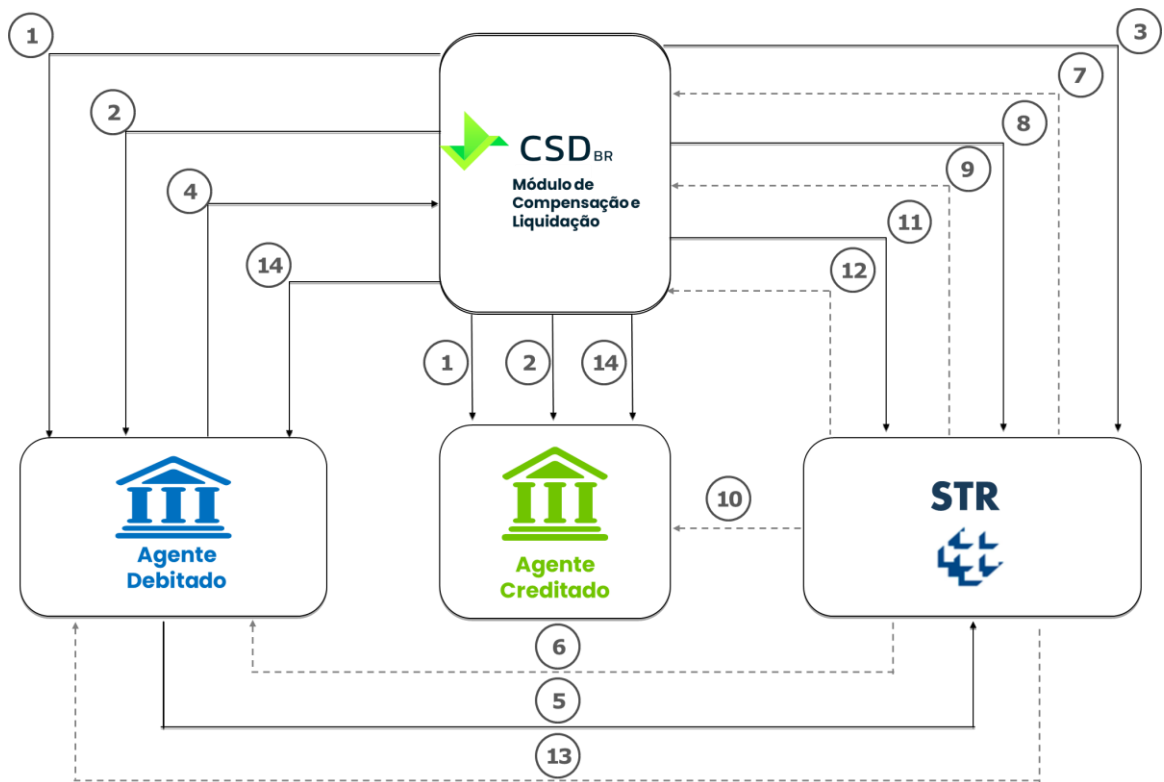 1
3
7
2
8
CSD BR
9
Módulo de
Compensação e
Liquidação
4
11
14
12
1
2
14
10
STR
Agente
Debitado
Agente
Creditado
6
5
13